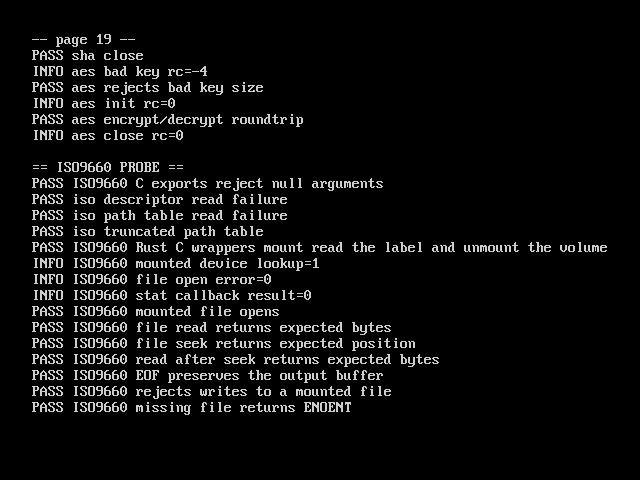 -- page 19 --
PASS sha close
INFO aes bad key rc=-4
PASS aes rejects bad key size
INFO aes init rc=0
PASS aes encrypt/decrypt roundtrip
INFO aes close rc=0
== ISO9660 PROBE ==
PASS ISO9660 C exports reject null arguments
PASS iso descriptor read failure
PASS iso path table read failure
PASS iso truncated path table
PASS ISO9660 Rust C wrappers mount read the label and unmount the volume
INFO ISO9660 mounted device lookup=1
INFO ISO9660 file open error=0
INFO ISO9660 stat callback result=0
PASS ISO9660 mounted file opens
PASS ISO9660 file read returns expected bytes
PASS ISO9660 file seek returns expected position
PASS ISO9660 read after seek returns expected bytes
PASS ISO9660 EOF preserves the output buffer
PASS ISO9660 rejects writes to a mounted file
PASS ISO9660 missing file returns ENOENT